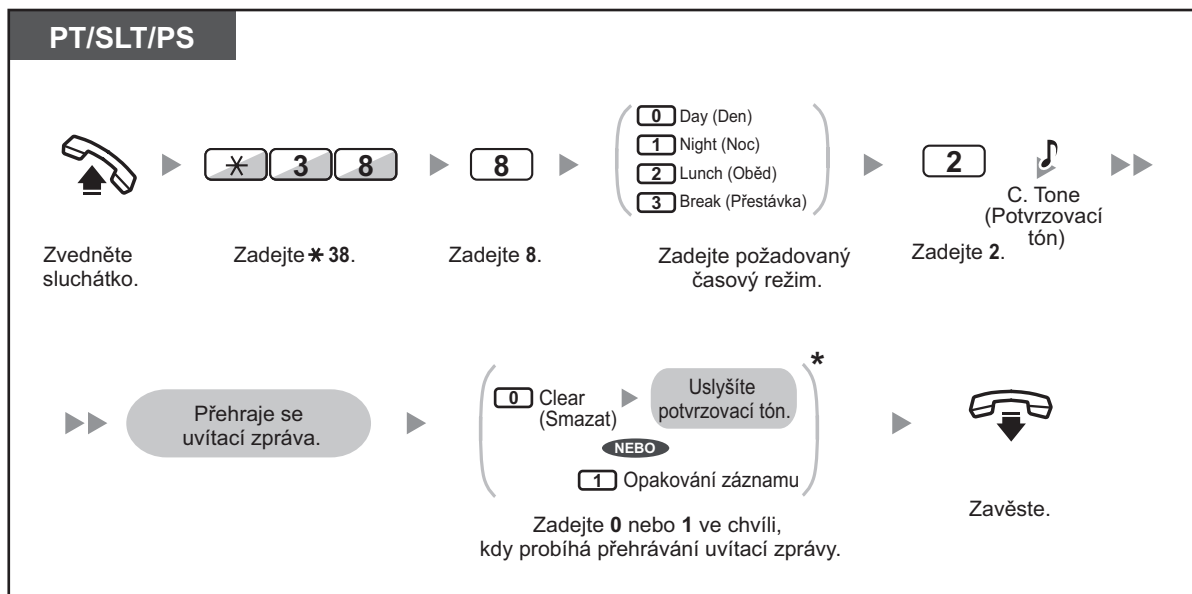 PT/SLT/PS
Zvedněte
sluchátko.
* 3 8
Zadejte * 38.
8
Zadejte 8.
0 Day (Den)
1 Night (Noc)
2 Lunch (Oběd)
3 Break (Přestávka)
Zadejte požadovaný
časový režim.
2
Zadejte 2.
C. Tone
(Potvrzovací
tón)
Přehraje se
uvítací zpráva.
0 Clear
(Smazat)
Uslyšíte
potvrzovací tón.
*
NEBO
1 Opakování záznamu
Zadejte 0 nebo 1 ve chvíli,
kdy probíhá přehrávání uvítací zprávy.
Zavěste.